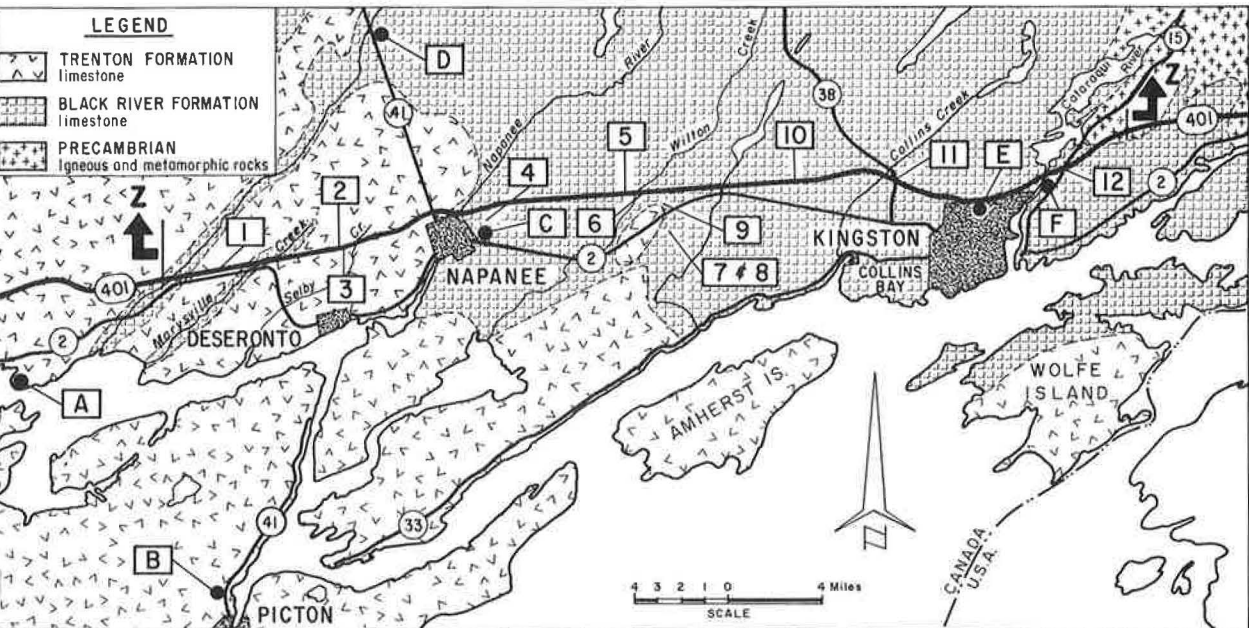 LEGEND
TRENTON FORMATION
limestone
BLACK RIVER FORMATION
limestone
PRECAMBRIAN
Igneous and metamorphic rocks
D
41
Napanee River
Wilton Creek
38
Collins Creek
Cataraqui River
15
Z
401
Z
1
2
4
5
10
11
E
12
2
Marysville Creek
Selby Cr.
C
6
9
KINGSTON
F
401
3
NAPANEE
2
7 & 8
COLLINS
BAY
2
DESERONTO
A
AMHERST IS.
WOLFE
ISLAND
41
33
N
B
PICTON
4 3 2 1 0 4 Miles
SCALE
CANADA
U.S.A.